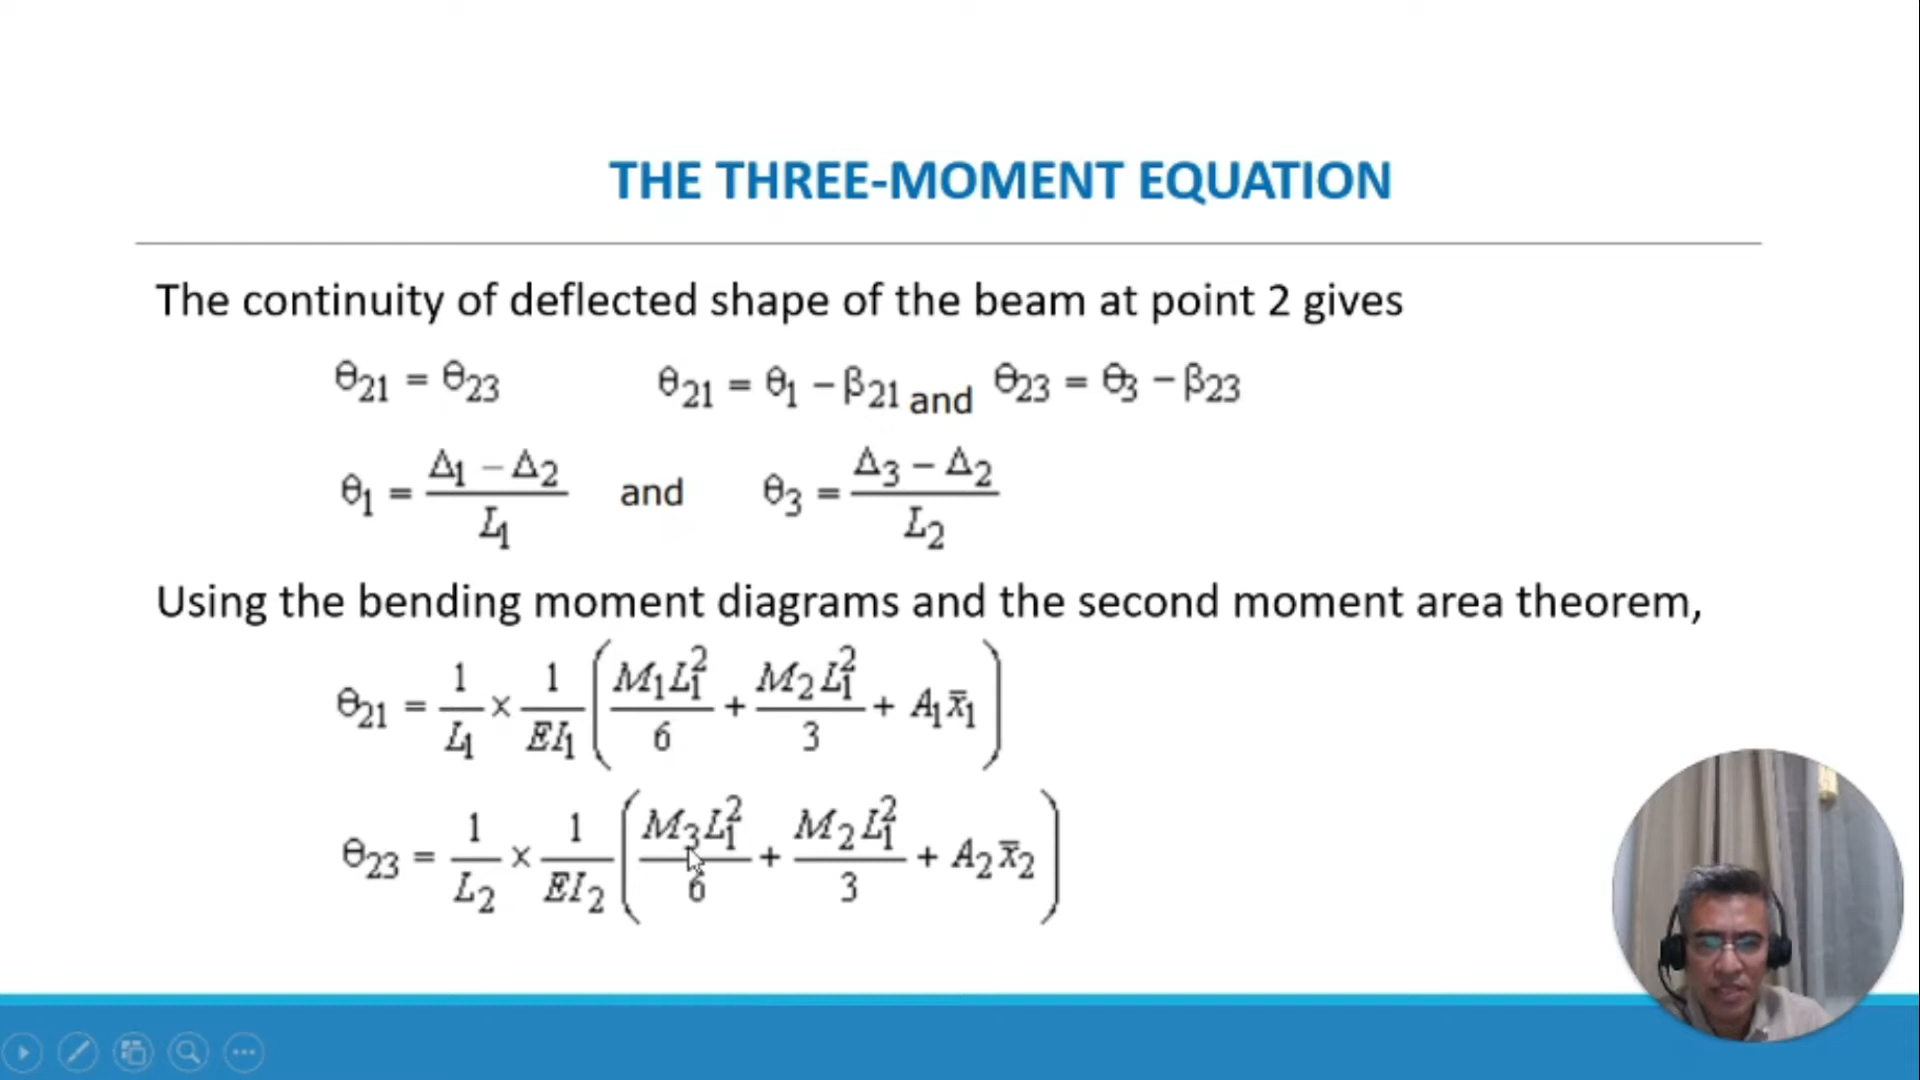 THE THREE-MOMENT EQUATION
The continuity of deflected shape of the beam at point 2 gives
θ₂₁ = θ₂₃ θ₂₁ = θ₁ − β₂₁ and θ₂₃ = θ₃ − β₂₃
θ₁ = (Δ₁ − Δ₂)/L₁ and θ₃ = (Δ₃ − Δ₂)/L₂
Using the bending moment diagrams and the second moment area theorem,
θ₂₁ = 1/L₁ × 1/EI₁ (M₁L₁²/6 + M₂L₁²/3 + A₁x̄₁)
θ₂₃ = 1/L₂ × 1/EI₂ (M₃L₁²/6 + M₂L₁²/3 + A₂x̄₂)